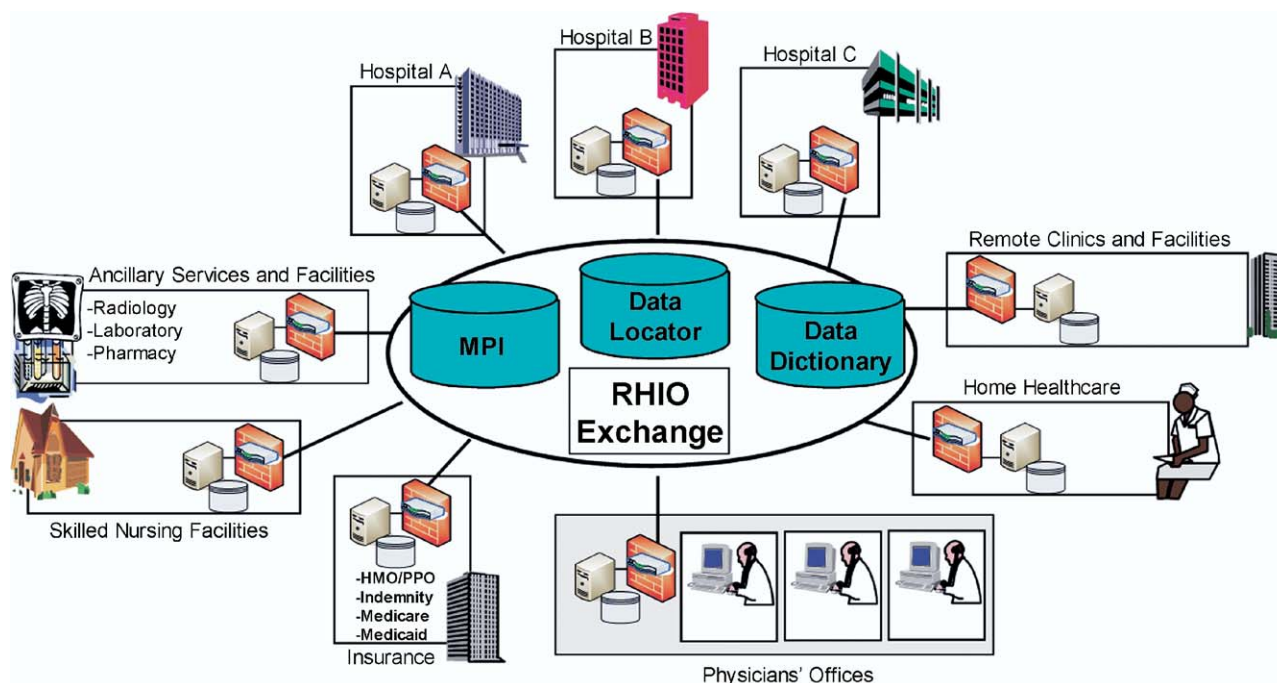 Hospital A
Hospital B
Hospital C
Ancillary Services and Facilities
-Radiology
-Laboratory
-Pharmacy
Remote Clinics and Facilities
MPI
Data
Locator
Data
Dictionary
RHIO
Exchange
Home Healthcare
Skilled Nursing Facilities
-HMO/PPO
-Indemnity
-Medicare
-Medicaid
Insurance
Physicians' Offices